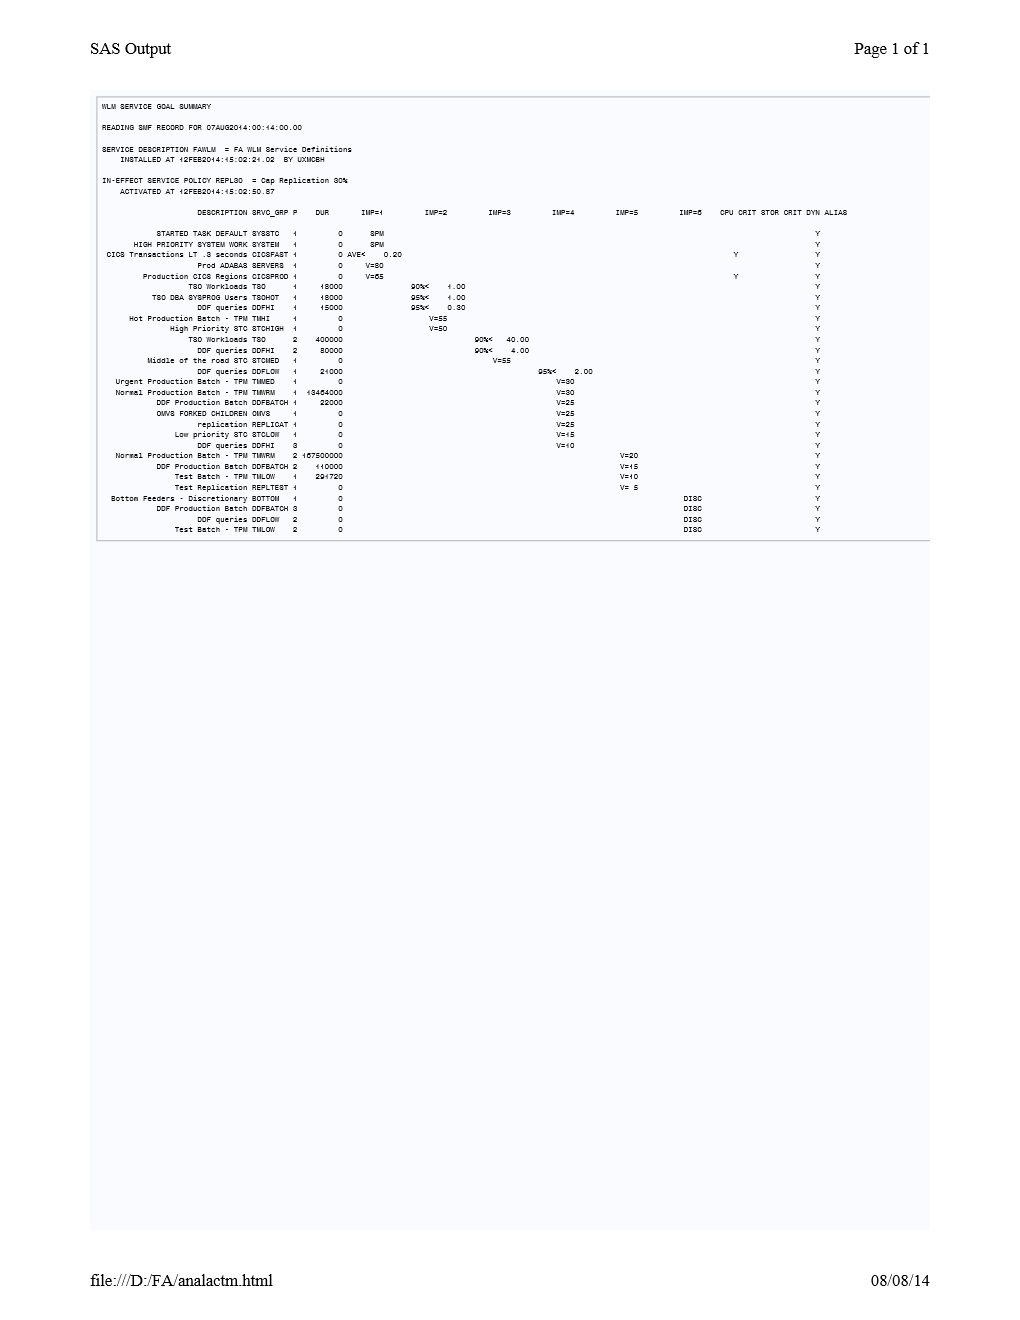 SAS Output Page 1 of 1
WLM SERVICE GOAL SUMMARY
READING SMF RECORD FOR 07AUG2014:00:14:00.00
SERVICE DESCRIPTION FAWLM = FA WLM Service Definitions
INSTALLED AT 12FEB2014:15:02:21.02 BY UXMCBH
IN-EFFECT SERVICE POLICY REPL30 = Cap Replication 30%
ACTIVATED AT 12FEB2014:15:02:50.87
DESCRIPTION SRVC_GRP P DUR IMP=1 IMP=2 IMP=3 IMP=4 IMP=5 IMP=6 CPU CRIT STOR CRIT DYN ALIAS
STARTED TASK DEFAULT SYSSTC 1 0 SPM Y
HIGH PRIORITY SYSTEM WORK SYSTEM 1 0 SPM Y
CICS Transactions LT .3 seconds CICSFAST 1 0 AVE< 0.20 Y Y
Prod ADABAS SERVERS 1 0 V=80 Y
Production CICS Regions CICSPROD 1 0 V=65 Y Y
TSO Workloads TSO 1 18000 90%< 1.00 Y
TSO DBA SYSPROG Users TSOHOT 1 18000 95%< 1.00 Y
DDF queries DDFHI 1 15000 95%< 0.30 Y
Hot Production Batch - TPM TMHI 1 0 V=55 Y
High Priority STC STCHIGH 1 0 V=50 Y
TSO Workloads TSO 2 400000 90%< 40.00 Y
DDF queries DDFHI 2 80000 90%< 4.00 Y
Middle of the road STC STCMED 1 0 V=55 Y
DDF queries DDFLOW 1 21000 95%< 2.00 Y
Urgent Production Batch - TPM TMMED 1 0 V=30 Y
Normal Production Batch - TPM TMWRM 1 13464000 V=30 Y
DDF Production Batch DDFBATCH 1 22000 V=25 Y
OMVS FORKED CHILDREN OMVS 1 0 V=25 Y
replication REPLICAT 1 0 V=25 Y
Low priority STC STCLOW 1 0 V=15 Y
DDF queries DDFHI 3 0 V=10 Y
Normal Production Batch - TPM TMWRM 2 167500000 V=20 Y
DDF Production Batch DDFBATCH 2 110000 V=15 Y
Test Batch - TPM TMLOW 1 291720 V=10 Y
Test Replication REPLTEST 1 0 V= 5 Y
Bottom Feeders - Discretionary BOTTOM 1 0 DISC Y
DDF Production Batch DDFBATCH 3 0 DISC Y
DDF queries DDFLOW 2 0 DISC Y
Test Batch - TPM TMLOW 2 0 DISC Y
file:///D:/FA/analactm.html 08/08/14